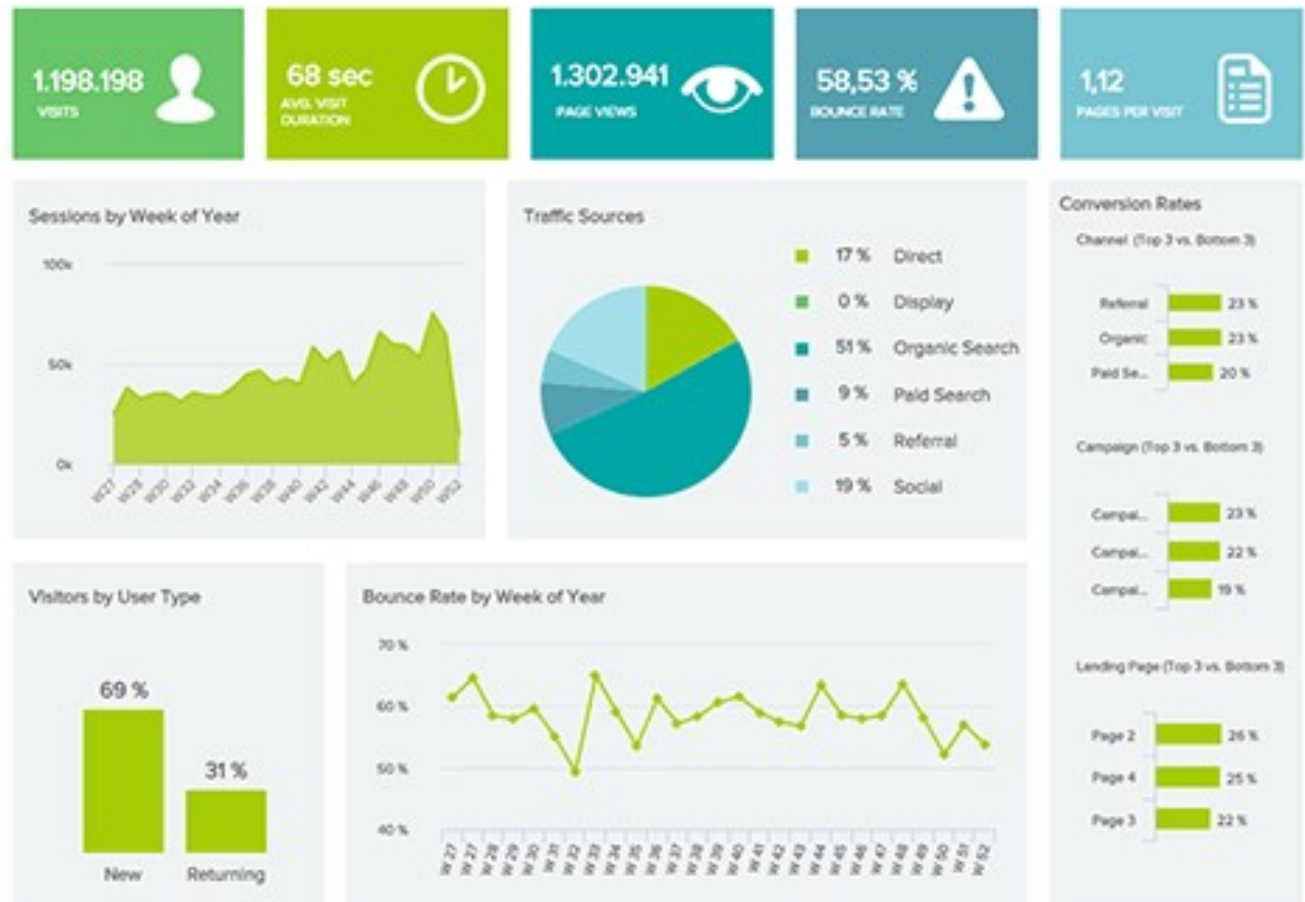 1.198.198
VISITS
68 sec
AVG. VISIT
DURATION
1.302.941
PAGE VIEWS
58,53 %
BOUNCE RATE
1,12
PAGES PER VISIT
Sessions by Week of Year
100k
50k
0k
W27
W28
W30
W32
W34
W36
W38
W40
W42
W44
W46
W48
W50
W52
Traffic Sources
17 % Direct
0 % Display
51 % Organic Search
9 % Paid Search
5 % Referral
19 % Social
Conversion Rates
Channel (Top 3 vs. Bottom 3)
Referral 23 %
Organic 23 %
Paid Se... 20 %
Campaign (Top 3 vs. Bottom 3)
Campai... 23 %
Campai... 22 %
Campai... 19 %
Landing Page (Top 3 vs. Bottom 3)
Page 2 26 %
Page 4 25 %
Page 3 22 %
Visitors by User Type
69 %
31 %
New
Returning
Bounce Rate by Week of Year
70 %
60 %
50 %
40 %
W 27
W 27
W 28
W 29
W 30
W 31
W 32
W 33
W 34
W 35
W 36
W 37
W 38
W 39
W 40
W 41
W 42
W 43
W 44
W 45
W 46
W 47
W 48
W 49
W 50
W 51
W 52